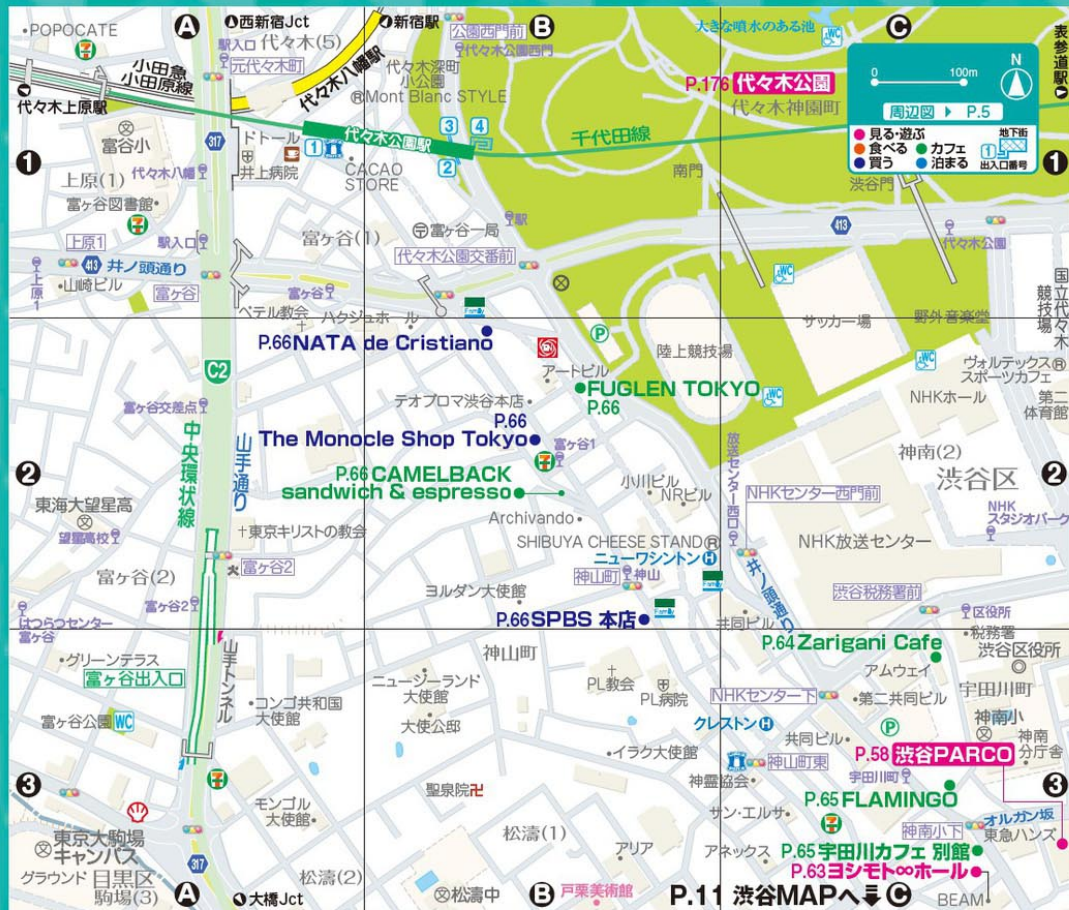 A
B
C
1
2
3
1
2
3
A
B
C
•POPOCATE
西新宿Jct
新宿駅
公園西門前
代々木公園西門
大きな噴水のある池
WC
表参道駅
駅入口
代々木(5)
元代々木町
小田急
小田原線
代々木八幡駅
代々木深町
小公園
ⓇMont Blanc STYLE
P.176 代々木公園
代々木神園町
0 100m
N
周辺図 ▶ P.5
見る・遊ぶ
食べる
カフェ
買う
泊まる
地下街
1
出入口番号
代々木上原駅
富谷小
317
ドトール
井上病院
1
代々木公園駅
3
4
2
千代田線
CACAO
STORE
南門
渋谷門
上原(1)
代々木八幡
富ヶ谷図書館•
駅
富ヶ谷一局
富ヶ谷(1)
413
代々木公園
上原1
駅入口
代々木公園交番前
413 井ノ頭通り
上原1
•山崎ビル
富ヶ谷
富ヶ谷
WC
国立代々木
競技場
ベテル教会
ハクジュホール
P.66 NATA de Cristiano
P
陸上競技場
サッカー場
野外音楽堂
WC
ヴォルテックスⓇ
スポーツカフェ
C2
アートビル
FUGLEN TOKYO
P.66
WC
NHKホール
第二
体育館
テオブロマ渋谷本店•
富ヶ谷交差点
P.66
The Monocle Shop Tokyo
富ヶ谷1
中央環状線
山手通り
神南(2)
渋谷区
P.66 CAMELBACK
sandwich & espresso
小川ビル
NRビル
放送センター西口
NHKセンター西門前
NHK
スタジオパーク
東海大望星高
望星高校
東京キリストの教会
Archivando•
SHIBUYA CHEESE STANDⓇ
ニューワシントンH
NHK放送センター
富ヶ谷2
富ヶ谷(2)
神山町
神山
井ノ頭通り
渋谷税務署前
富ヶ谷2
ヨルダン大使館
はつらつセンター
富ヶ谷
P.66 SPBS 本店
共同ビル
区役所
•税務署
P.64 Zarigani Cafe
渋谷区役所
•グリーンテラス
富ヶ谷出入口
山手トンネル
神山町
PL教会
PL病院
アムウェイ
•第二共同ビル
宇田川町
ニュージーランド
大使館
大使公邸
NHKセンター下
•コンゴ共和国
大使館
富ヶ谷公園 WC
クレストンH
P
神南小
神南
分庁舎
共同ビル•
•イラク大使館
P.58 渋谷PARCO
神山町東
神霊協会
宇田川町
聖泉院卍
P.65 FLAMINGO
モンゴル
大使館•
サン・エルサ
オルガン坂
東急ハンズ
神南小下
東京大駒場
キャンパス
松濤(1)
アリア
アネックス
P.65 宇田川カフェ 別館
グラウンド
目黒区
駒場(3)
317
松濤(2)
P.63 ヨシモト∞ホール
大橋Jct
松濤中
戸栗美術館
P.11 渋谷MAPへ
BEAM